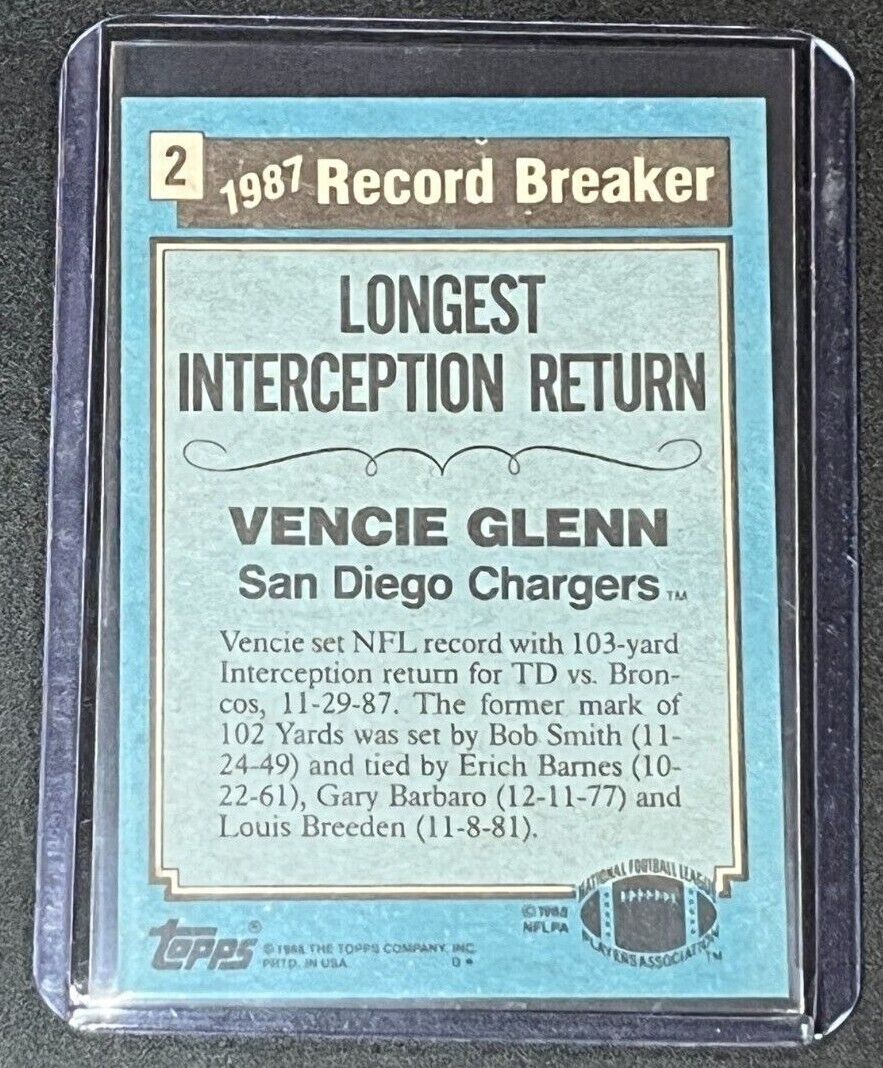 2
1987 Record Breaker
LONGEST
INTERCEPTION RETURN
VENCIE GLENN
San Diego Chargers™
Vencie set NFL record with 103-yard
Interception return for TD vs. Bron-
cos, 11-29-87. The former mark of
102 Yards was set by Bob Smith (11-
24-49) and tied by Erich Barnes (10-
22-61), Gary Barbaro (12-11-77) and
Louis Breeden (11-8-81).
NATIONAL FOOTBALL LEAGUE
PLAYERS ASSOCIATION
TM
© 1988
NFLPA
topps®
© 1988 THE TOPPS COMPANY, INC.
PRTD. IN USA
D *